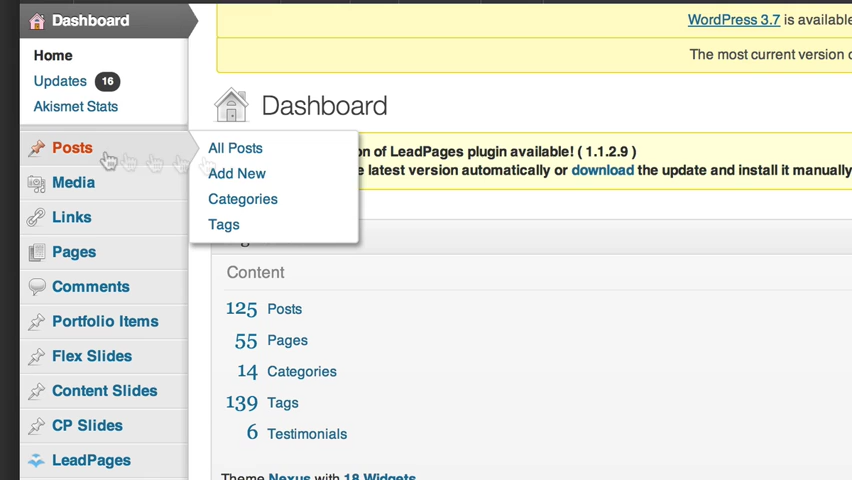 Dashboard
Home
Updates 16
Akismet Stats
Posts
Media
Links
Pages
Comments
Portfolio Items
Flex Slides
Content Slides
CP Slides
LeadPages
WordPress 3.7 is available
The most current version
Dashboard
All Posts
Add New
Categories
Tags
on of LeadPages plugin available! ( 1.1.2.9 )
latest version automatically or download the update and install it manually
Content
125 Posts
55 Pages
14 Categories
139 Tags
6 Testimonials
Theme Nexus with 18 Widgets